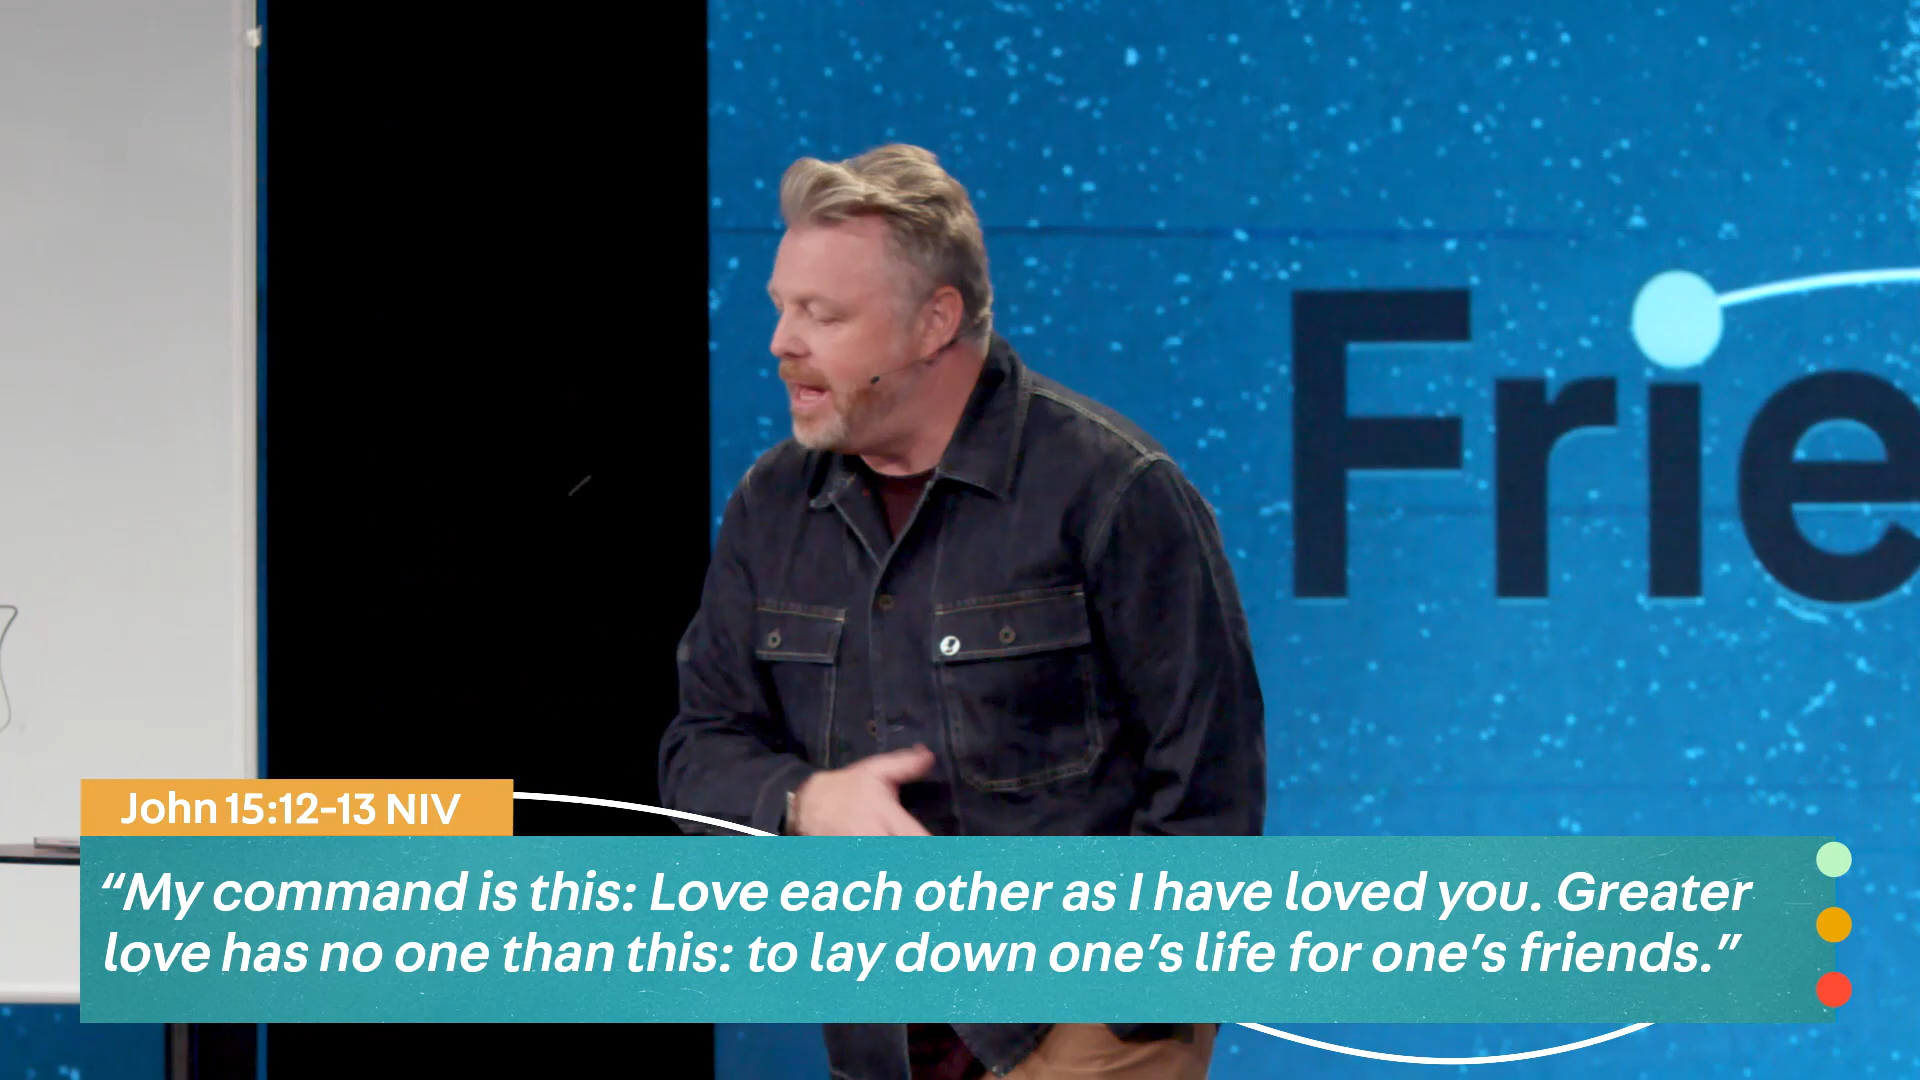 Frie
John 15:12-13 NIV
“My command is this: Love each other as I have loved you. Greater
love has no one than this: to lay down one’s life for one’s friends.”